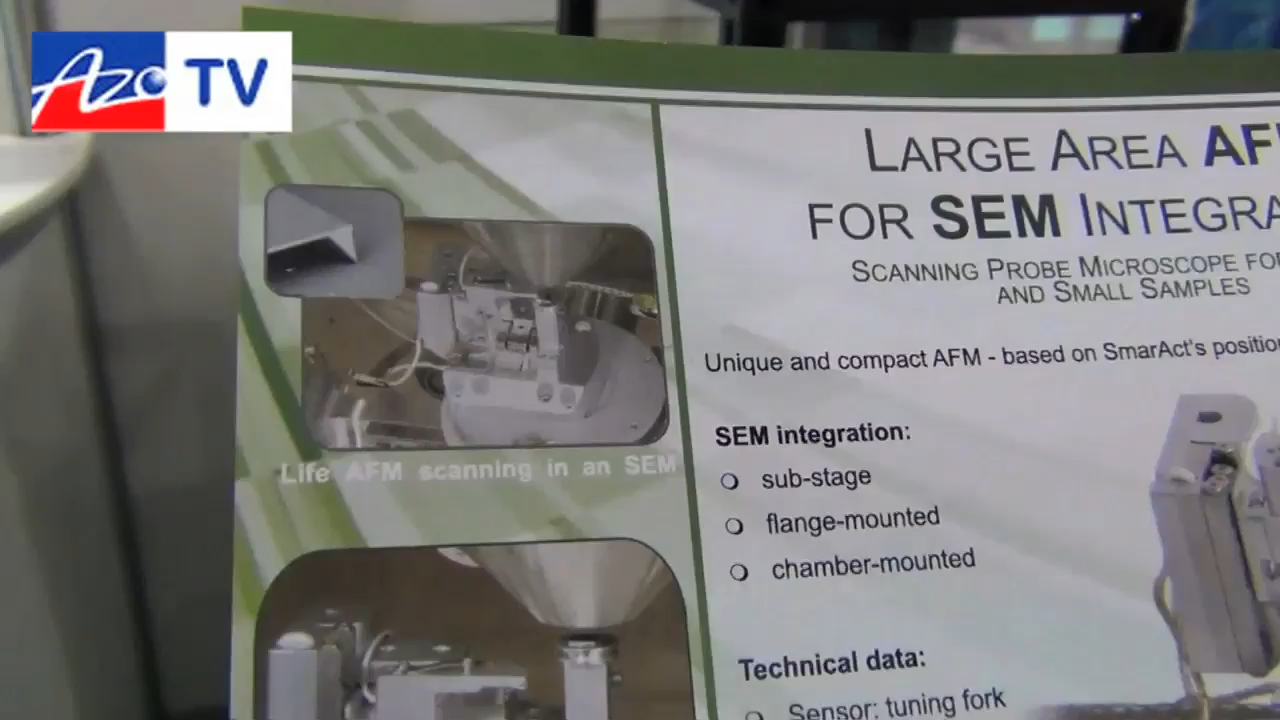 AZo TV
LARGE AREA AF
FOR SEM INTEGRA
SCANNING PROBE MICROSCOPE FO
AND SMALL SAMPLES
Unique and compact AFM - based on SmarAct's positio
SEM integration:
sub-stage
flange-mounted
chamber-mounted
Technical data:
Sensor: tuning fork
Life AFM scanning in an SEM